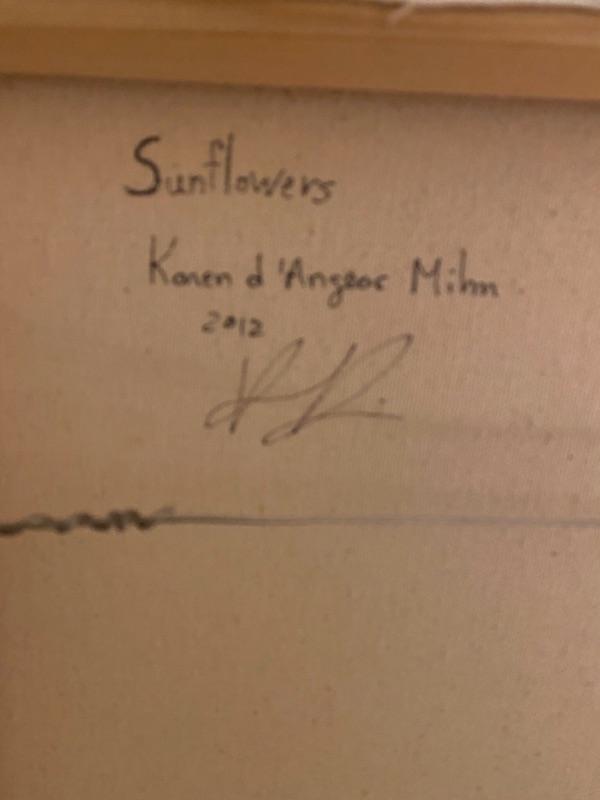 Sunflowers
Karen d'Angeac Mihm
2012